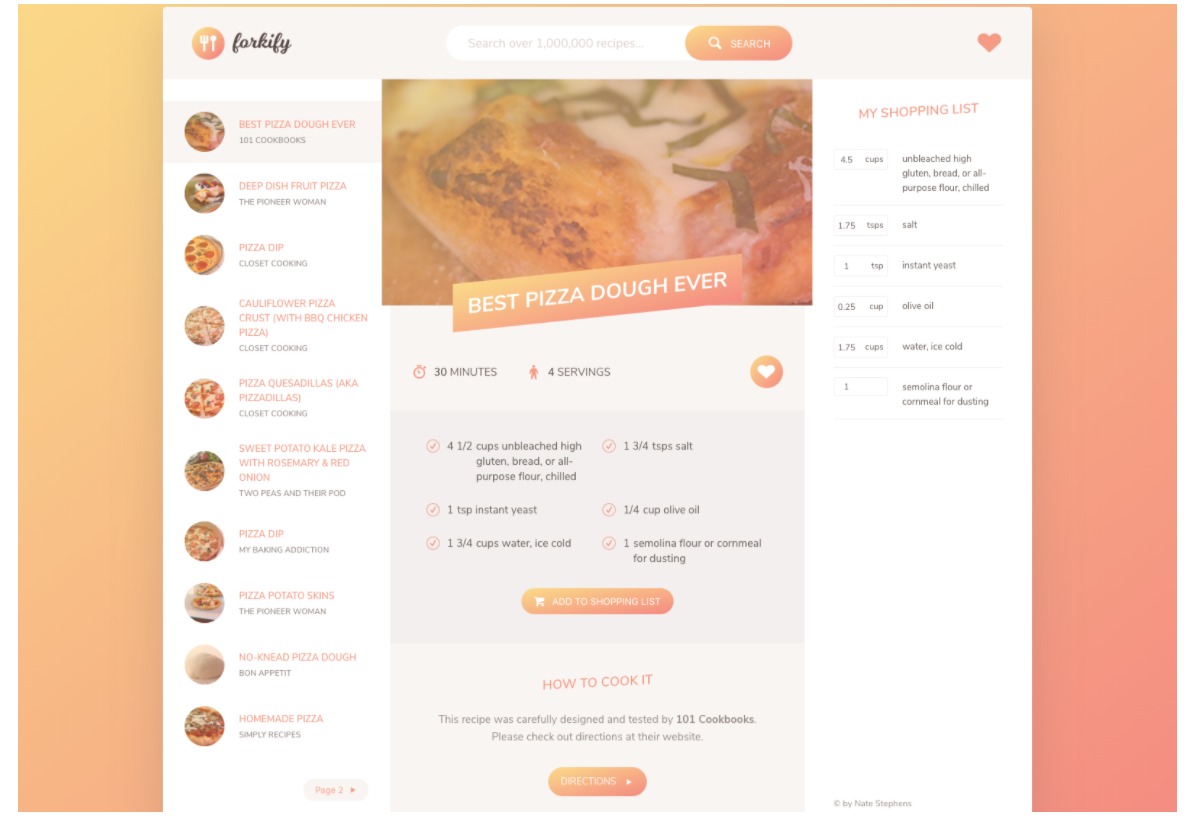 forkify
Search over 1,000,000 recipes...
SEARCH
BEST PIZZA DOUGH EVER
101 COOKBOOKS
DEEP DISH FRUIT PIZZA
THE PIONEER WOMAN
PIZZA DIP
CLOSET COOKING
CAULIFLOWER PIZZA
CRUST (WITH BBQ CHICKEN
PIZZA)
CLOSET COOKING
PIZZA QUESADILLAS (AKA
PIZZADILLAS)
CLOSET COOKING
SWEET POTATO KALE PIZZA
WITH ROSEMARY & RED
ONION
TWO PEAS AND THEIR POD
PIZZA DIP
MY BAKING ADDICTION
PIZZA POTATO SKINS
THE PIONEER WOMAN
NO-KNEAD PIZZA DOUGH
BON APPETIT
HOMEMADE PIZZA
SIMPLY RECIPES
Page 2
BEST PIZZA DOUGH EVER
30 MINUTES
4 SERVINGS
4 1/2 cups unbleached high
gluten, bread, or all-
purpose flour, chilled
1 3/4 tsps salt
1 tsp instant yeast
1/4 cup olive oil
1 3/4 cups water, ice cold
1 semolina flour or cornmeal
for dusting
ADD TO SHOPPING LIST
HOW TO COOK IT
This recipe was carefully designed and tested by 101 Cookbooks.
Please check out directions at their website.
DIRECTIONS
MY SHOPPING LIST
4.5 cups unbleached high
gluten, bread, or all-
purpose flour, chilled
1.75 tsps salt
1 tsp instant yeast
0.25 cup olive oil
1.75 cups water, ice cold
1 semolina flour or
cornmeal for dusting
© by Nate Stephens